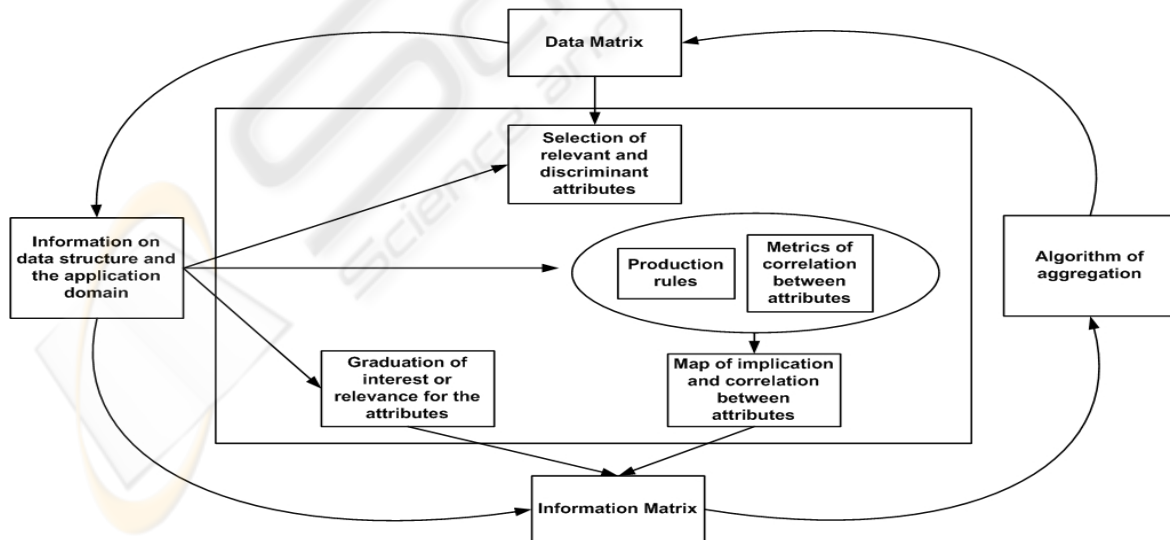 Data Matrix
Selection of
relevant and
discriminant
attributes
Information on
data structure and
the application
domain
Production
rules
Metrics of
correlation
between
attributes
Algorithm of
aggregation
Graduation of
interest or
relevance for the
attributes
Map of implication
and correlation
between
attributes
Information Matrix
Science and